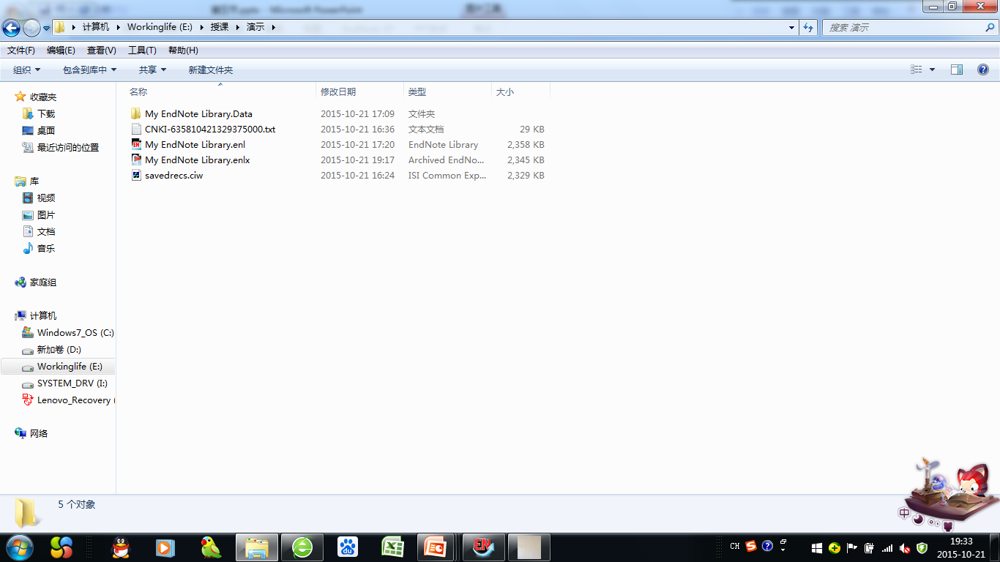 Microsoft PowerPoint
计算机 Workinglife (E:) 授课 演示 搜索 演示
文件(F) 编辑(E) 查看(V) 工具(T) 帮助(H)
组织 包含到库中 共享 新建文件夹
收藏夹
下载
桌面
最近访问的位置
库
视频
图片
文档
音乐
家庭组
计算机
Windows7_OS (C:)
新加卷 (D:)
Workinglife (E:)
SYSTEM_DRV (I:)
Lenovo_Recovery (
网络
名称 修改日期 类型 大小
My EndNote Library.Data 2015-10-21 17:09 文件夹
CNKI-635810421329375000.txt 2015-10-21 16:36 文本文档 29 KB
My EndNote Library.enl 2015-10-21 17:20 EndNote Library 2,358 KB
My EndNote Library.enlx 2015-10-21 19:17 Archived EndNo... 2,345 KB
savedrecs.ciw 2015-10-21 16:24 ISI Common Exp... 2,329 KB
5 个对象
中
du
EN
CH
19:33
2015-10-21